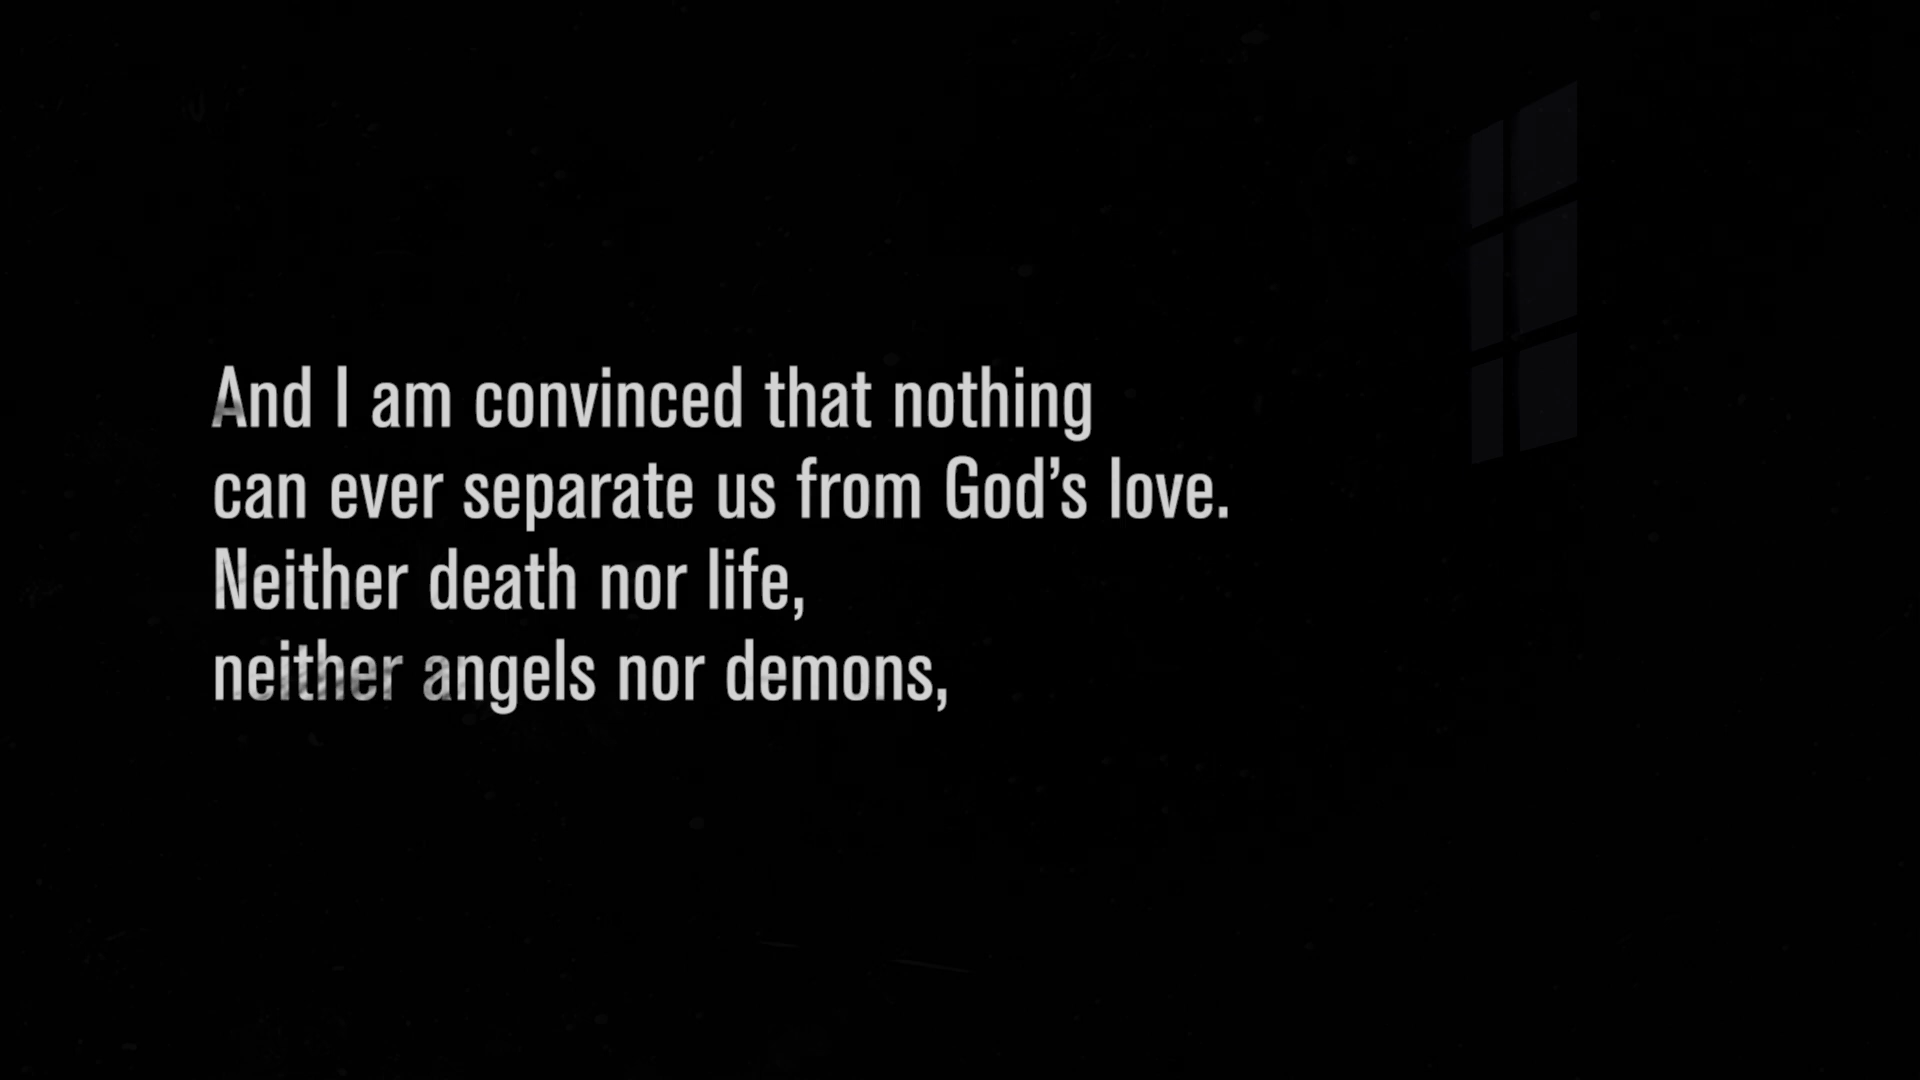 And I am convinced that nothing
can ever separate us from God’s love.
Neither death nor life,
neither angels nor demons,